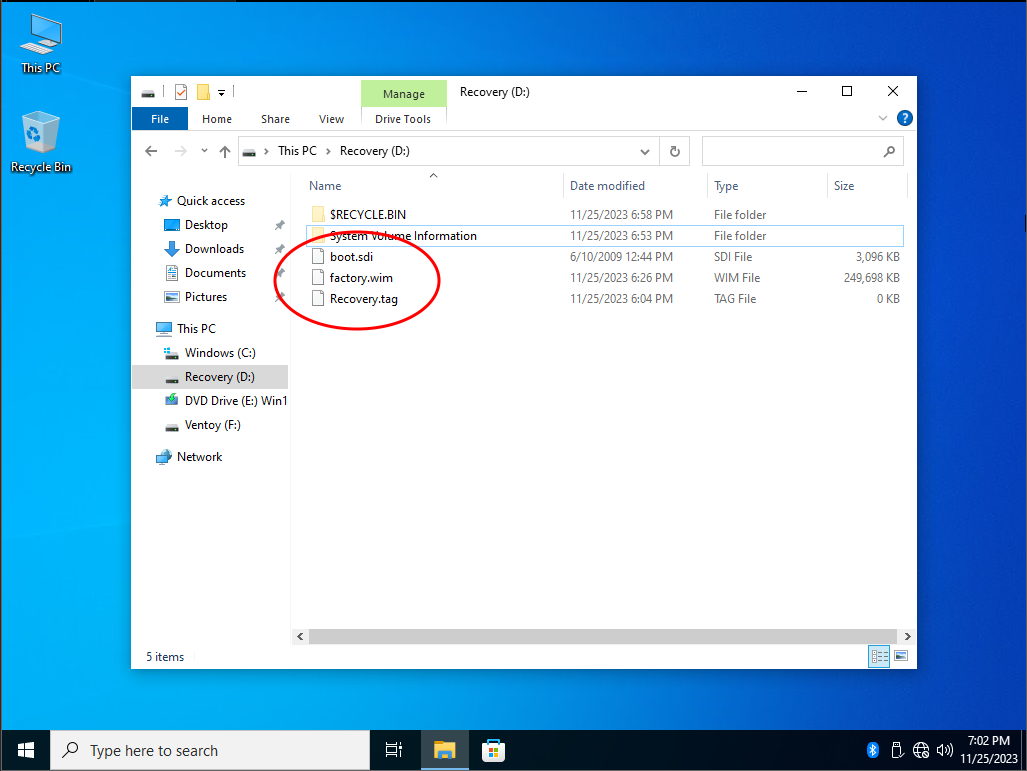 This PC
Recycle Bin
Manage
Recovery (D:)
File
Home
Share
View
Drive Tools
This PC
Recovery (D:)
Name
Date modified
Type
Size
Quick access
Desktop
Downloads
Documents
Pictures
This PC
Windows (C:)
Recovery (D:)
DVD Drive (E:) Win1
Ventoy (F:)
Network
$RECYCLE.BIN 11/25/2023 6:58 PM File folder
System Volume Information 11/25/2023 6:53 PM File folder
boot.sdi 6/10/2009 12:44 PM SDI File 3,096 KB
factory.wim 11/25/2023 6:26 PM WIM File 249,698 KB
Recovery.tag 11/25/2023 6:04 PM TAG File 0 KB
5 items
Type here to search
7:02 PM
11/25/2023